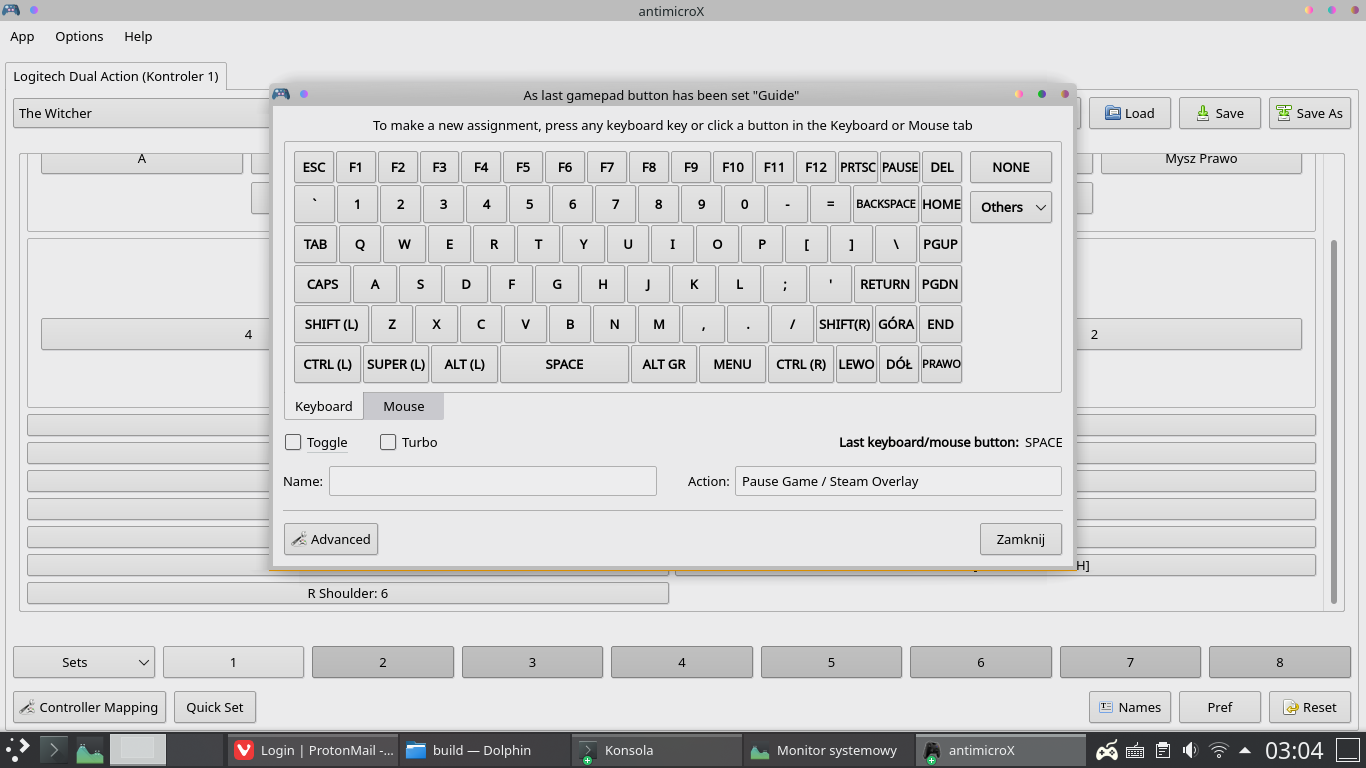 antimicroX
App Options Help
Logitech Dual Action (Kontroler 1)
The Witcher
Load Save Save As
A Mysz Prawo
4 2
H]
R Shoulder: 6
As last gamepad button has been set "Guide"
To make a new assignment, press any keyboard key or click a button in the Keyboard or Mouse tab
ESC F1 F2 F3 F4 F5 F6 F7 F8 F9 F10 F11 F12 PRTSC PAUSE DEL NONE
` 1 2 3 4 5 6 7 8 9 0 - = BACKSPACE HOME Others
TAB Q W E R T Y U I O P [ ] \ PGUP
CAPS A S D F G H J K L ; ' RETURN PGDN
SHIFT (L) Z X C V B N M , . / SHIFT(R) GÓRA END
CTRL (L) SUPER (L) ALT (L) SPACE ALT GR MENU CTRL (R) LEWO DÓŁ PRAWO
Keyboard Mouse
Toggle Turbo Last keyboard/mouse button: SPACE
Name: Action: Pause Game / Steam Overlay
Advanced Zamknij
Sets 1 2 3 4 5 6 7 8
Controller Mapping Quick Set Names Pref Reset
Login | ProtonMail -... build — Dolphin Konsola Monitor systemowy antimicroX 03:04